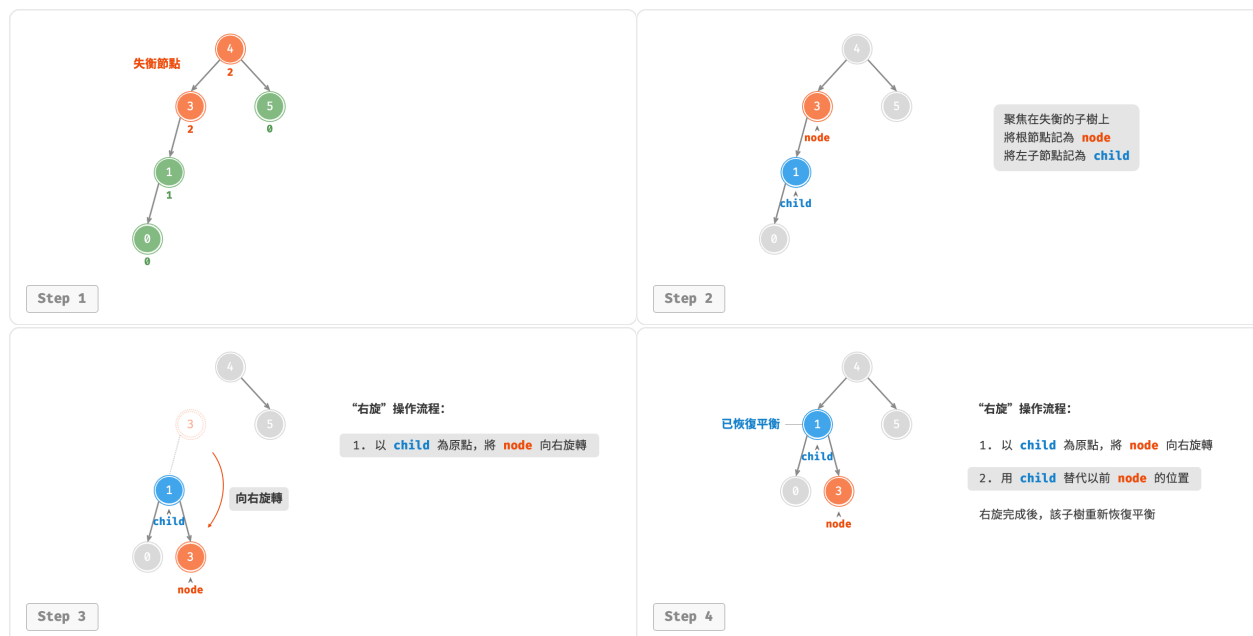 4
失衡節點
2
3
5
2
0
1
1
0
0
Step 1
4
3
5
node
聚焦在失衡的子樹上
將根節點記為 node
將左子節點記為 child
1
child
0
Step 2
4
3
5
“右旋”操作流程：
1. 以 child 為原點，將 node 向右旋轉
1
向右旋轉
child
0
3
node
Step 3
4
已恢復平衡
1
5
child
0
3
node
“右旋”操作流程：
1. 以 child 為原點，將 node 向右旋轉
2. 用 child 替代以前 node 的位置
右旋完成後，該子樹重新恢復平衡
Step 4